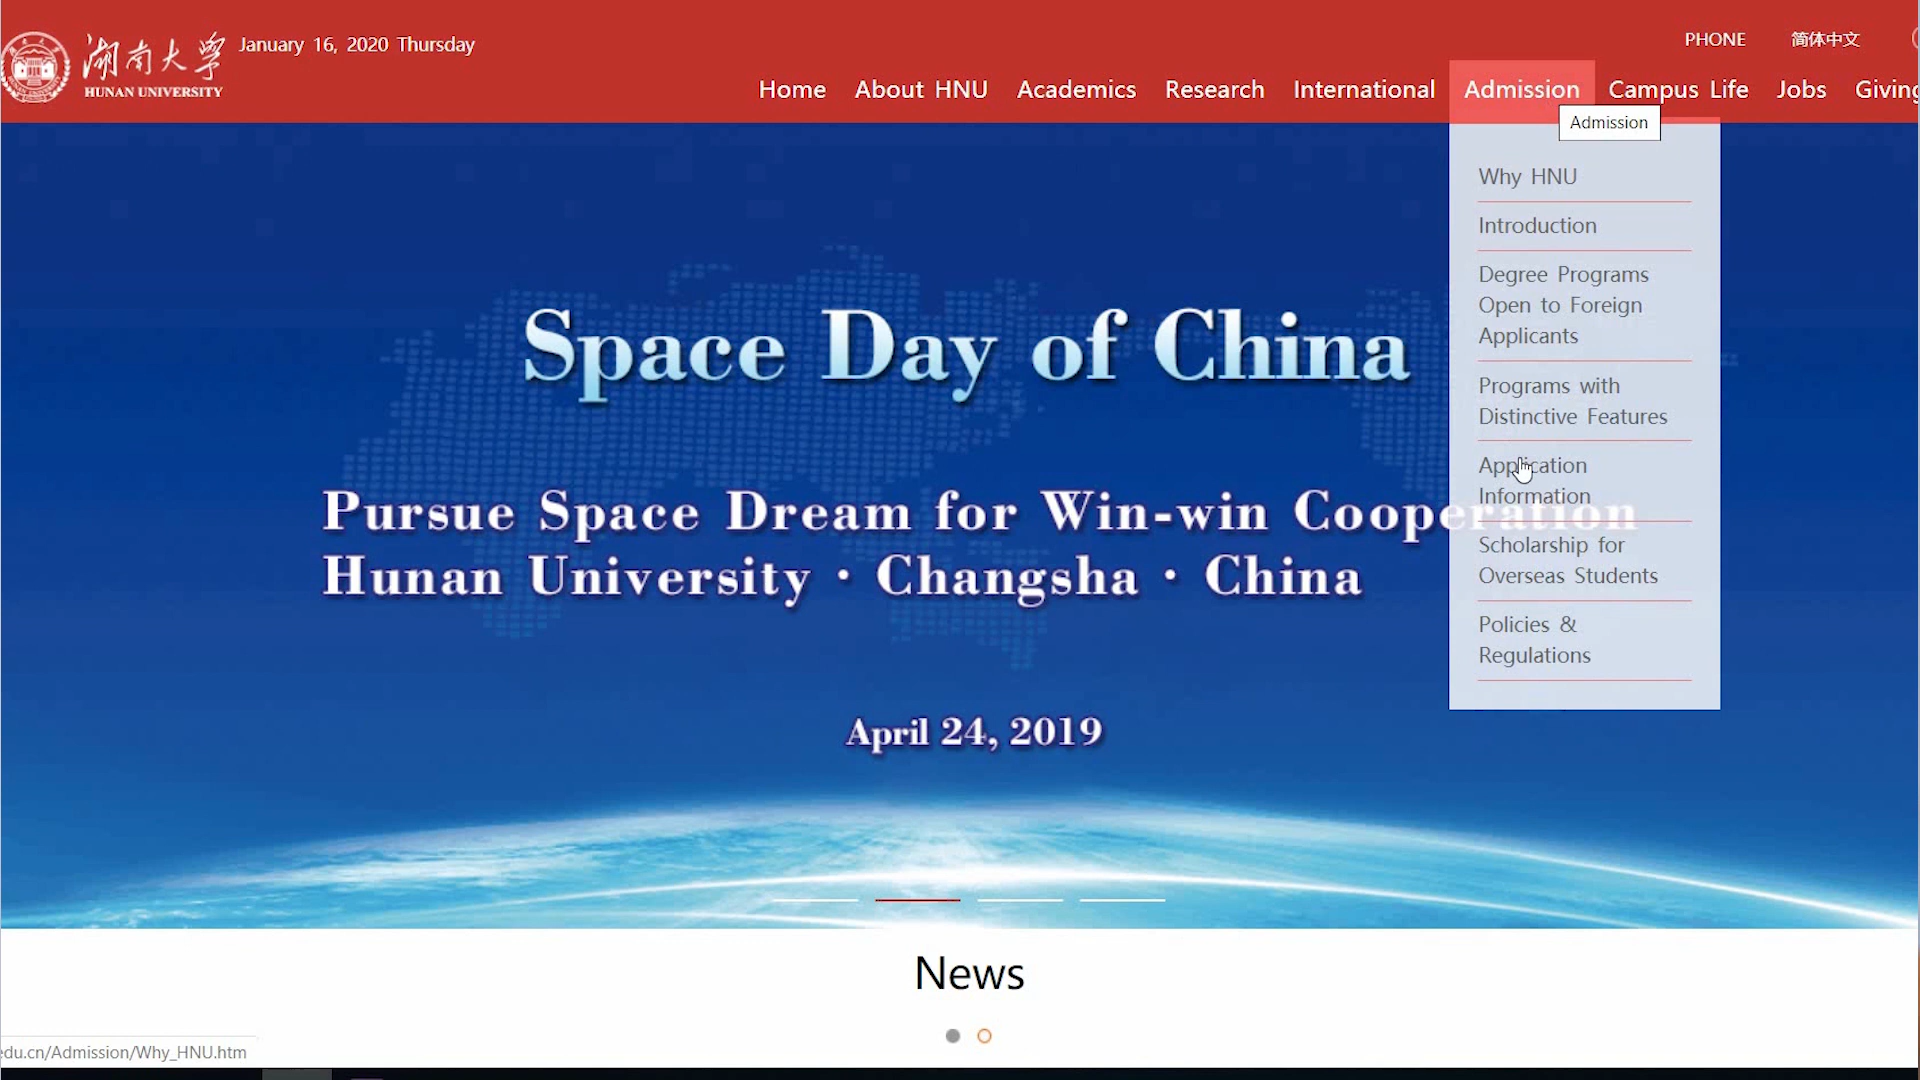 湖南大學
HUNAN UNIVERSITY
January 16, 2020 Thursday
PHONE
简体中文
Home
About HNU
Academics
Research
International
Admission
Campus Life
Jobs
Giving
Admission
Why HNU
Introduction
Degree Programs
Open to Foreign
Applicants
Programs with
Distinctive Features
Application
Information
Scholarship for
Overseas Students
Policies &
Regulations
Space Day of China
Pursue Space Dream for Win-win Cooperation
Hunan University · Changsha · China
April 24, 2019
News
edu.cn/Admission/Why_HNU.htm